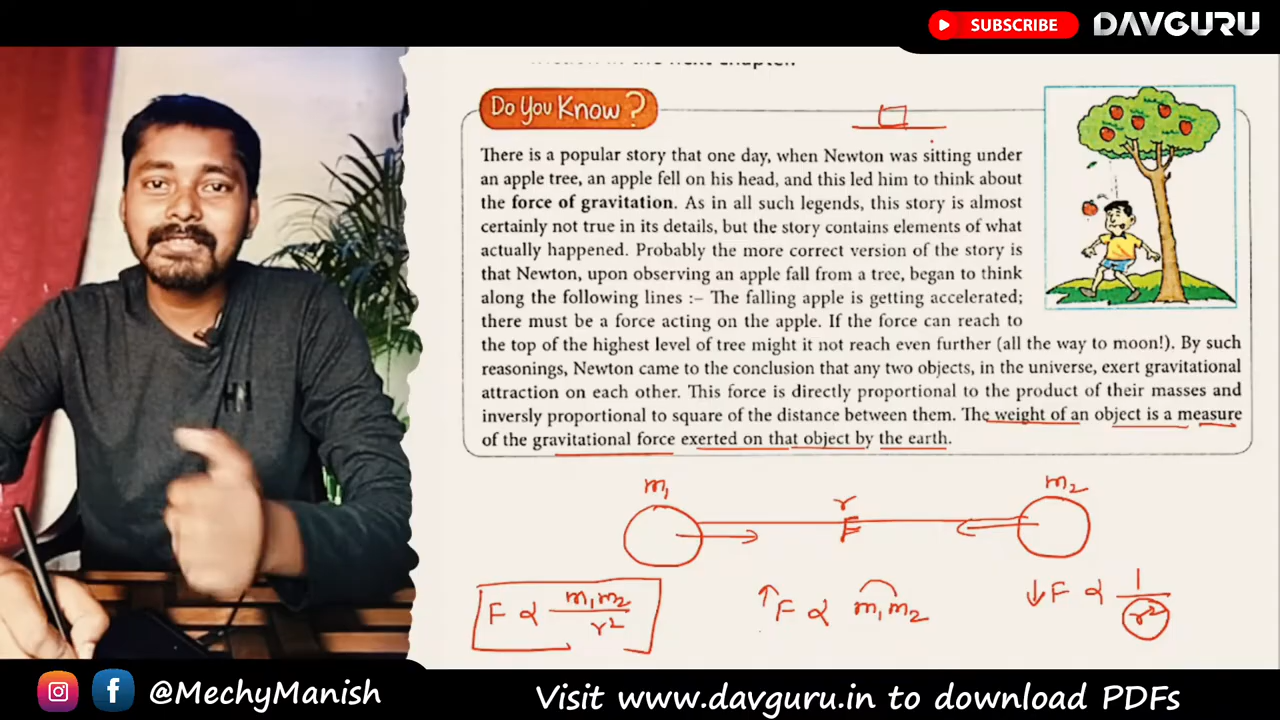 SUBSCRIBE DAVGURU
Do You Know?
There is a popular story that one day, when Newton was sitting under
an apple tree, an apple fell on his head, and this led him to think about
the force of gravitation. As in all such legends, this story is almost
certainly not true in its details, but the story contains elements of what
actually happened. Probably the more correct version of the story is
that Newton, upon observing an apple fall from a tree, began to think
along the following lines :– The falling apple is getting accelerated;
there must be a force acting on the apple. If the force can reach to
the top of the highest level of tree might it not reach even further (all the way to moon!). By such
reasonings, Newton came to the conclusion that any two objects, in the universe, exert gravitational
attraction on each other. This force is directly proportional to the product of their masses and
inversly proportional to square of the distance between them. The weight of an object is a measure
of the gravitational force exerted on that object by the earth.
m₁ r m₂
F
F ∝ m₁m₂/r² ↑F ∝ m₁m₂ ↓F ∝ 1/r²
@MechyManish Visit www.davguru.in to download PDFs